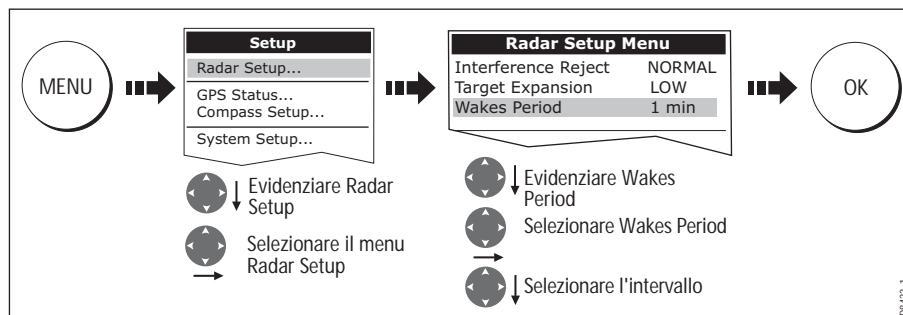 MENU
Setup
Radar Setup...
GPS Status...
Compass Setup...
System Setup...
Evidenziare Radar
Setup
Selezionare il menu
Radar Setup
Radar Setup Menu
Interference Reject NORMAL
Target Expansion LOW
Wakes Period 1 min
Evidenziare Wakes
Period
Selezionare Wakes Period
Selezionare l'intervallo
OK